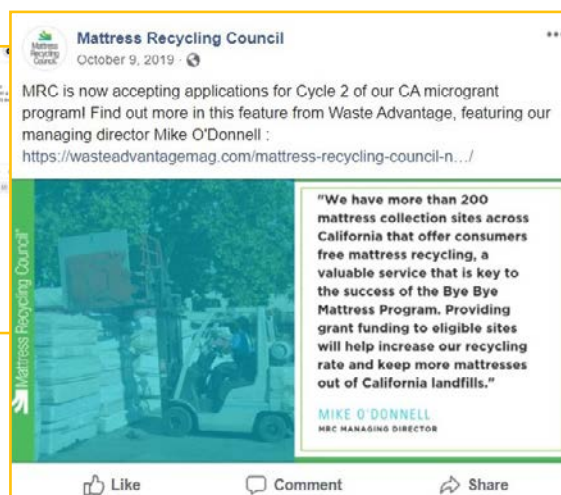 Mattress
Recycling
Council
Mattress Recycling Council
October 9, 2019 ·
MRC is now accepting applications for Cycle 2 of our CA microgrant
program! Find out more in this feature from Waste Advantage, featuring our
managing director Mike O'Donnell :
https://wasteadvantagemag.com/mattress-recycling-council-n…/
Mattress Recycling Council
"We have more than 200
mattress collection sites across
California that offer consumers
free mattress recycling, a
valuable service that is key to
the success of the Bye Bye
Mattress Program. Providing
grant funding to eligible sites
will help increase our recycling
rate and keep more mattresses
out of California landfills."
MIKE O'DONNELL
MRC MANAGING DIRECTOR
Like
Comment
Share